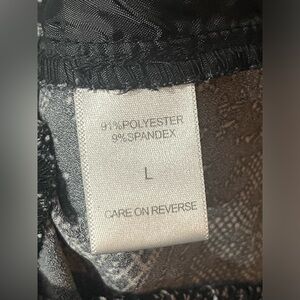 91%POLYESTER
9%SPANDEX
L
CARE ON REVERSE